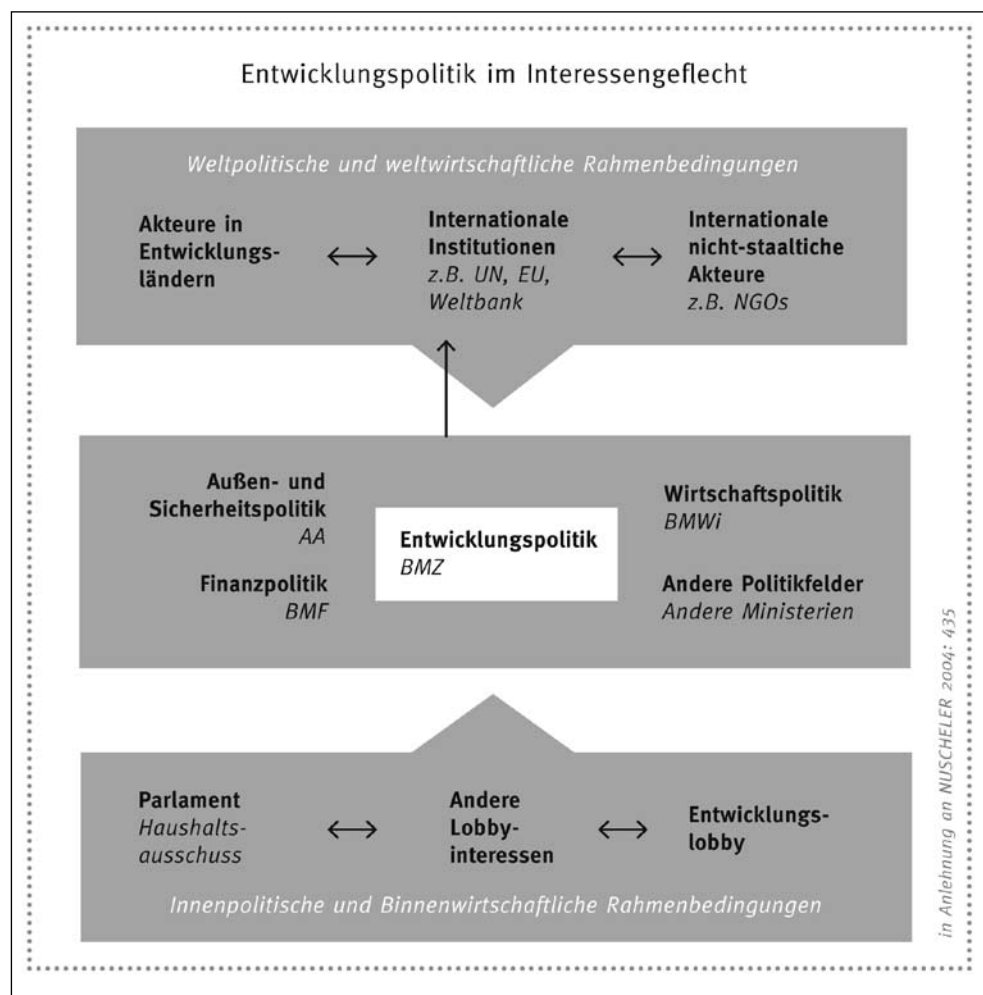 Entwicklungspolitik im Interessengeflecht
Weltpolitische und weltwirtschaftliche Rahmenbedingungen
Akteure in
Entwicklungs-
ländern
Internationale
Institutionen
z.B. UN, EU,
Weltbank
Internationale
nicht-staaltiche
Akteure
z.B. NGOs
Außen- und
Sicherheitspolitik
AA
Finanzpolitik
BMF
Entwicklungspolitik
BMZ
Wirtschaftspolitik
BMWi
Andere Politikfelder
Andere Ministerien
Parlament
Haushalts-
ausschuss
Andere
Lobby-
interessen
Entwicklungs-
lobby
Innenpolitische und Binnenwirtschaftliche Rahmenbedingungen
in Anlehnung an NUSCHELER 2004: 435